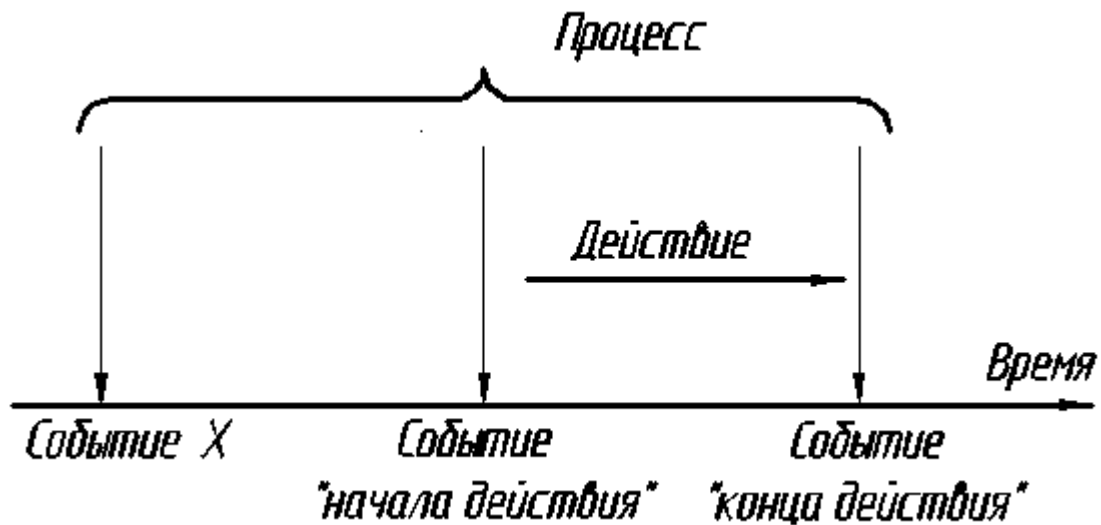 Процесс
Действие
Время
Событие X
Событие
"начала действия"
Событие
"конца действия"